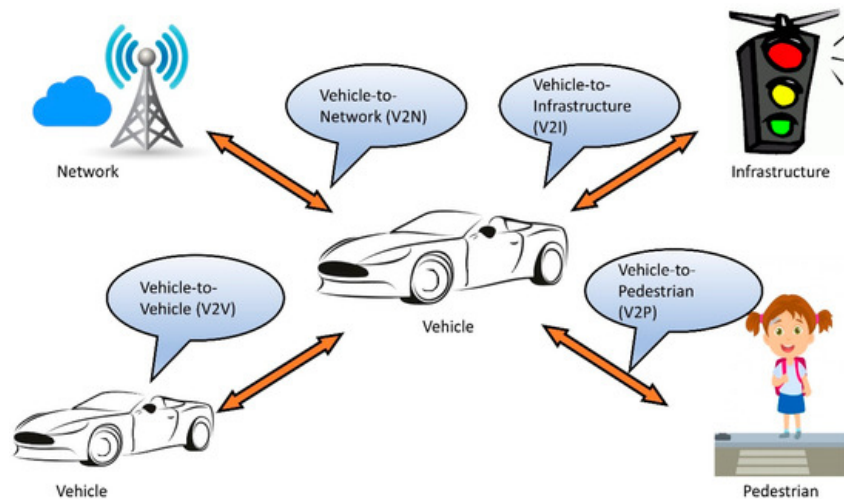 Vehicle-to-
Network (V2N)
Vehicle-to-
Infrastructure
(V2I)
Network
Infrastructure
Vehicle-to-
Vehicle (V2V)
Vehicle-to-
Pedestrian
(V2P)
Vehicle
Vehicle
Pedestrian